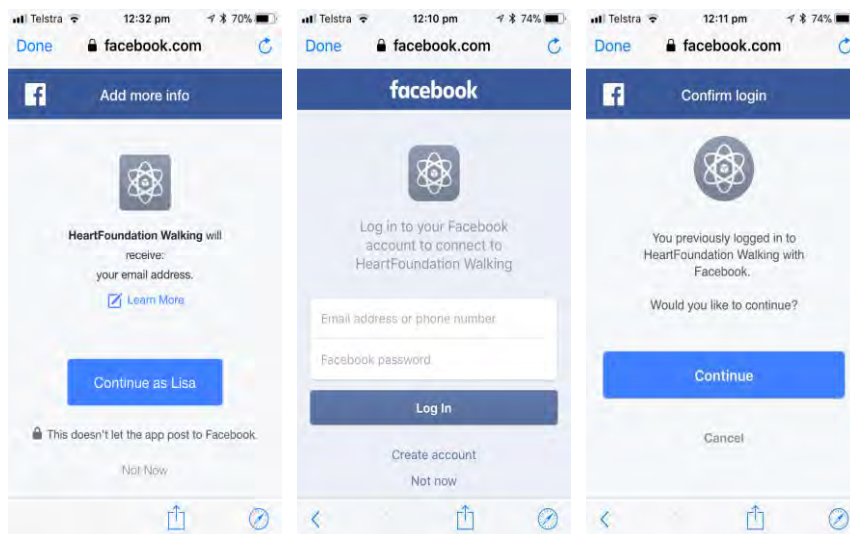 Telstra 12:32 pm 70%
Done facebook.com
f Add more info
HeartFoundation Walking will
receive:
your email address.
Learn More
Continue as Lisa
This doesn't let the app post to Facebook
Not Now
Telstra 12:10 pm 74%
Done facebook.com
facebook
Log in to your Facebook
account to connect to
HeartFoundation Walking
Email address or phone number
Facebook password
Log In
Create account
Not now
Telstra 12:11 pm 74%
Done facebook.com
f Confirm login
You previously logged in to
HeartFoundation Walking with
Facebook.
Would you like to continue?
Continue
Cancel